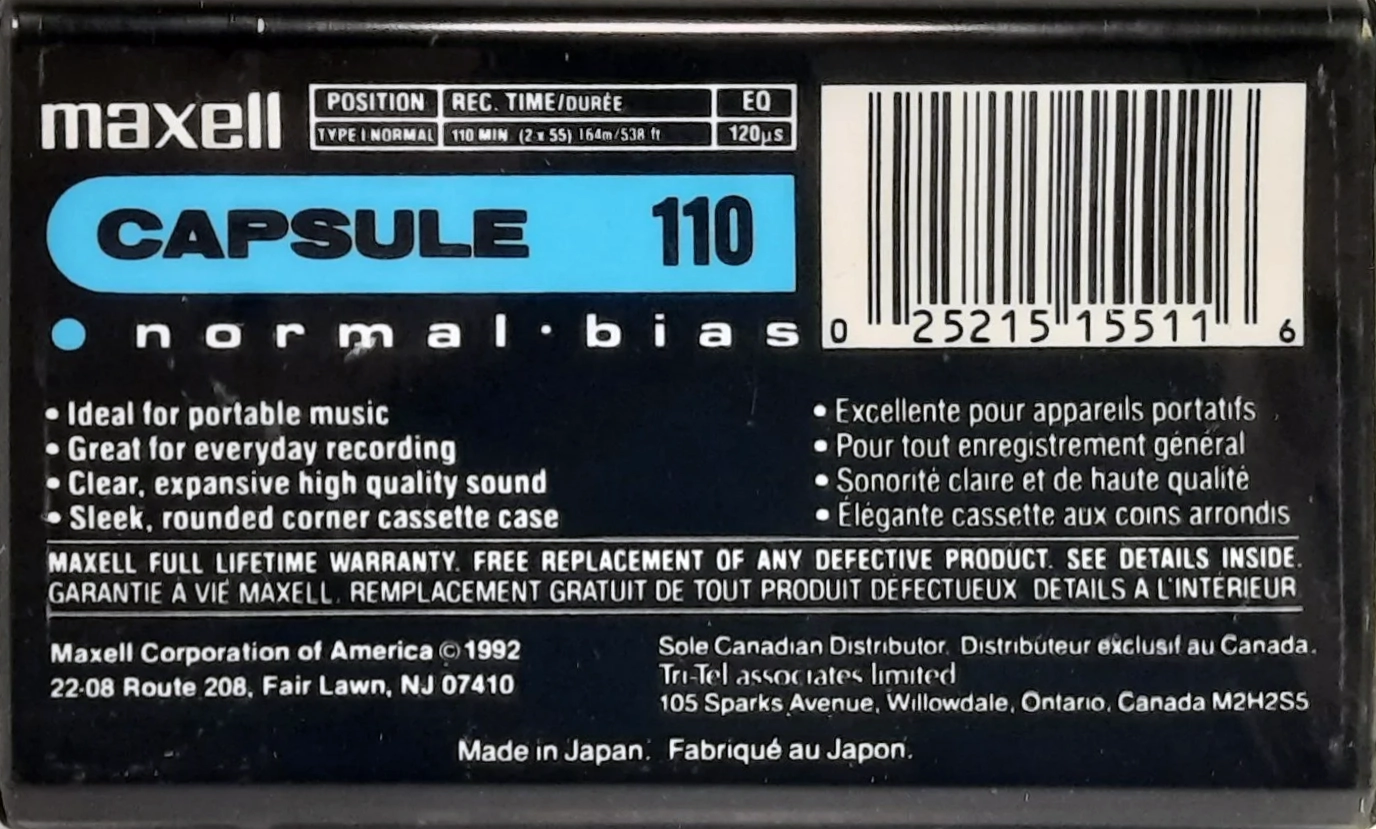 maxell
POSITION REC. TIME/DURÉE EQ
TYPE I NORMAL 110 MIN (2 x 55) 164m/538 ft 120µs
CAPSULE 110
normal·bias
0 25215 15511 6
• Ideal for portable music
• Great for everyday recording
• Clear, expansive high quality sound
• Sleek, rounded corner cassette case
• Excellente pour appareils portatifs
• Pour tout enregistrement général
• Sonorité claire et de haute qualité
• Élégante cassette aux coins arrondis
MAXELL FULL LIFETIME WARRANTY. FREE REPLACEMENT OF ANY DEFECTIVE PRODUCT. SEE DETAILS INSIDE.
GARANTIE À VIE MAXELL. REMPLACEMENT GRATUIT DE TOUT PRODUIT DÉFECTUEUX DETAILS A L'INTÉRIEUR
Maxell Corporation of America © 1992
22-08 Route 208, Fair Lawn, NJ 07410
Sole Canadian Distributor. Distributeur exclusif au Canada.
Tri-Tel associates limited
105 Sparks Avenue, Willowdale, Ontario, Canada M2H2S5
Made in Japan. Fabriqué au Japon.